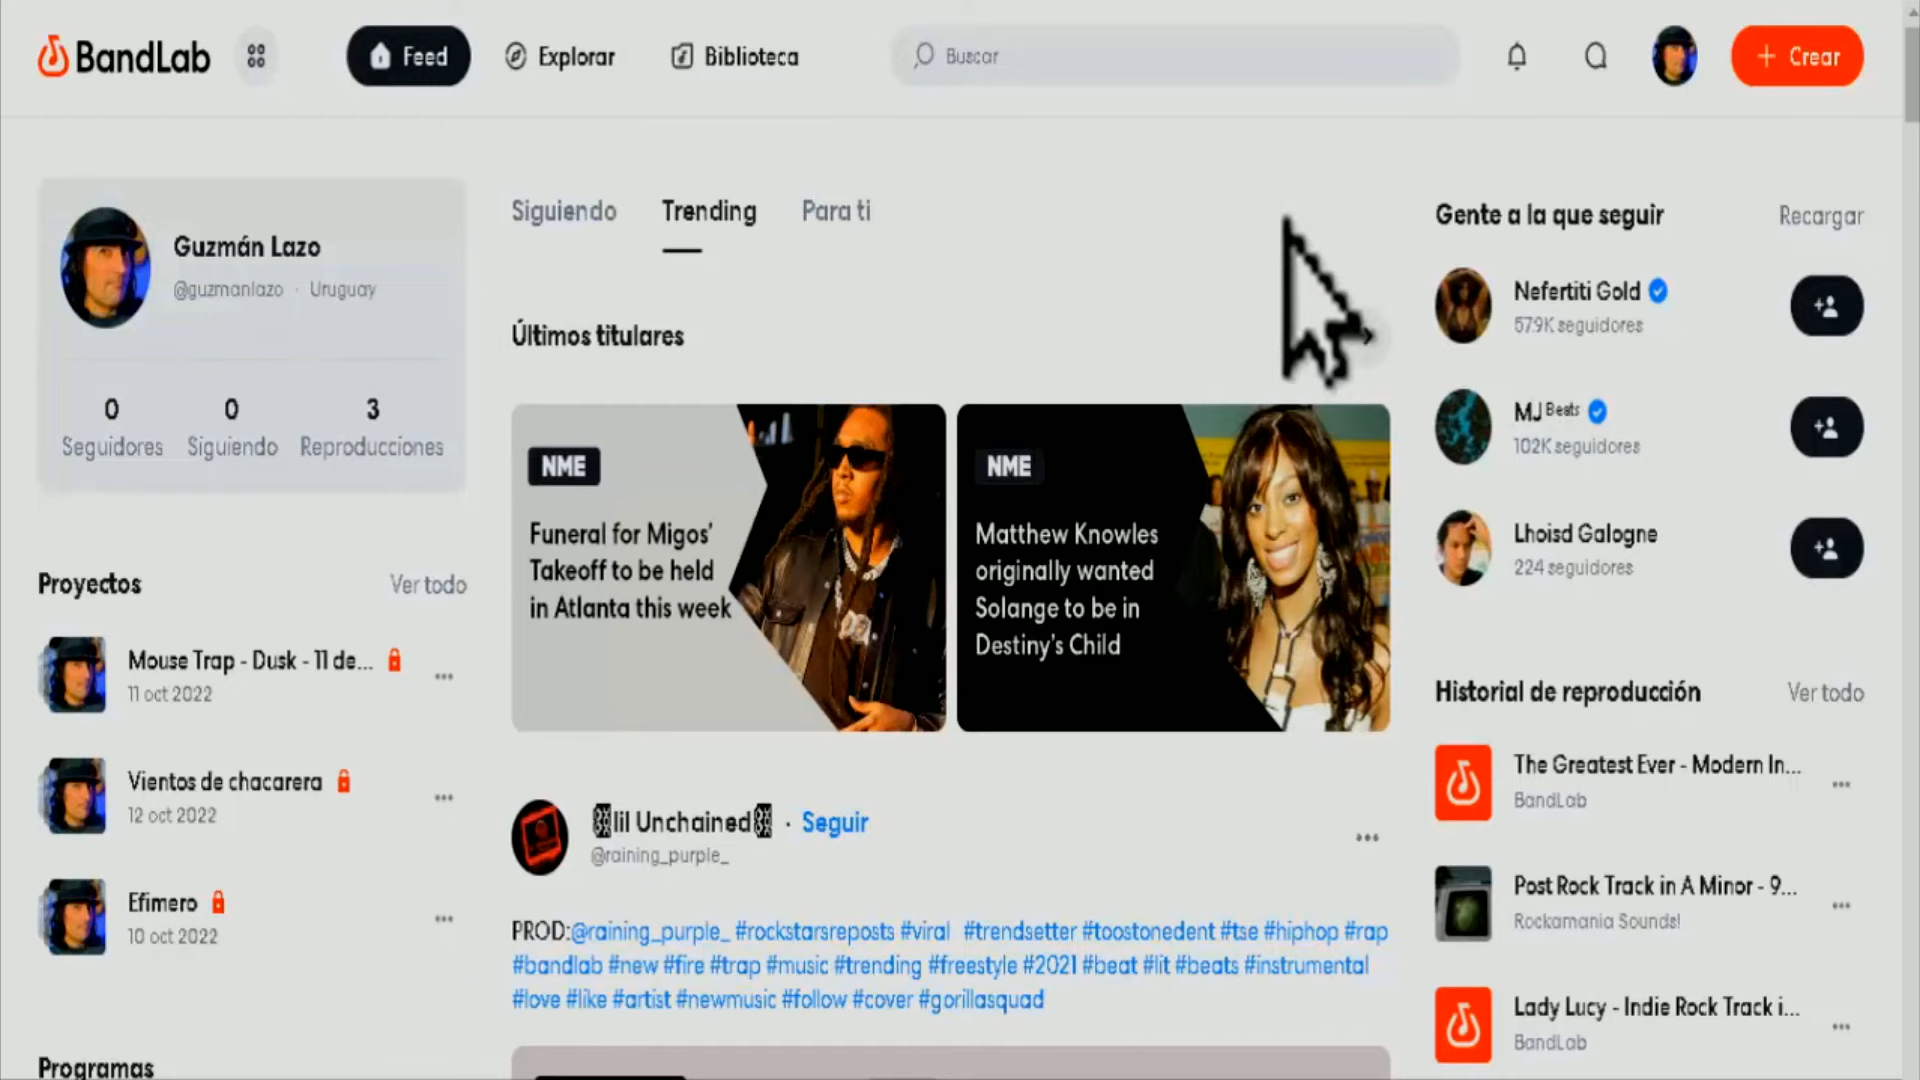 BandLab
Feed
Explorar
Biblioteca
Buscar
+ Crear
Guzmán Lazo
@guzmanlazo · Uruguay
0
Seguidores
0
Siguiendo
3
Reproducciones
Proyectos
Ver todo
Mouse Trap - Dusk - 11 de...
11 oct 2022
Vientos de chacarera
12 oct 2022
Efimero
10 oct 2022
Programas
Siguiendo
Trending
Para ti
Últimos titulares
NME
Funeral for Migos'
Takeoff to be held
in Atlanta this week
NME
Matthew Knowles
originally wanted
Solange to be in
Destiny's Child
lil Unchained · Seguir
@raining_purple_
PROD:@raining_purple_ #rockstarsreposts #viral #trendsetter #toostonedent #tse #hiphop #rap
#bandlab #new #fire #trap #music #trending #freestyle #2021 #beat #lit #beats #instrumental
#love #like #artist #newmusic #follow #cover #gorillasquad
Gente a la que seguir
Recargar
Nefertiti Gold
579K seguidores
MJ Beats
102K seguidores
Lhoisd Galogne
224 seguidores
Historial de reproducción
Ver todo
The Greatest Ever - Modern In...
BandLab
Post Rock Track in A Minor - 9...
Rockamania Sounds!
Lady Lucy - Indie Rock Track i...
BandLab